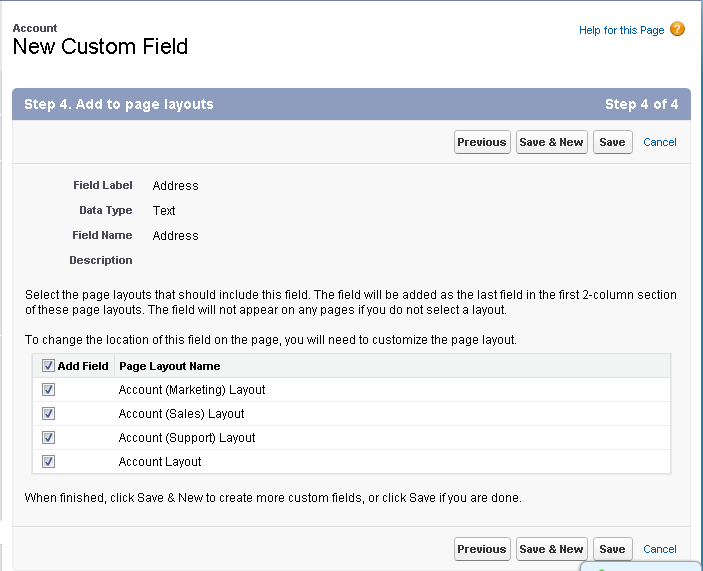 Account
New Custom Field
Help for this Page
Step 4. Add to page layouts
Step 4 of 4
Previous
Save & New
Save
Cancel
Field Label Address
Data Type Text
Field Name Address
Description
Select the page layouts that should include this field. The field will be added as the last field in the first 2-column section
of these page layouts. The field will not appear on any pages if you do not select a layout.
To change the location of this field on the page, you will need to customize the page layout.
Add Field Page Layout Name
Account (Marketing) Layout
Account (Sales) Layout
Account (Support) Layout
Account Layout
When finished, click Save & New to create more custom fields, or click Save if you are done.
Previous
Save & New
Save
Cancel